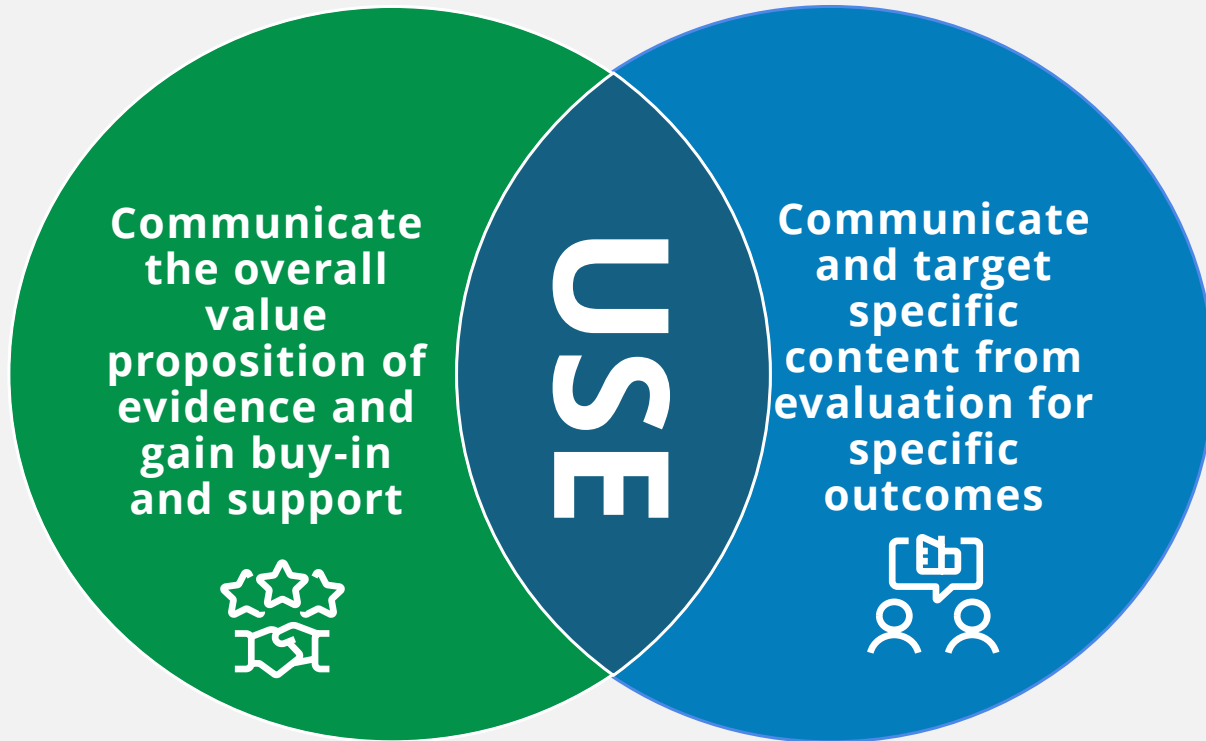 Communicate
the overall
value
proposition of
evidence and
gain buy-in
and support
USE
Communicate
and target
specific
content from
evaluation for
specific
outcomes